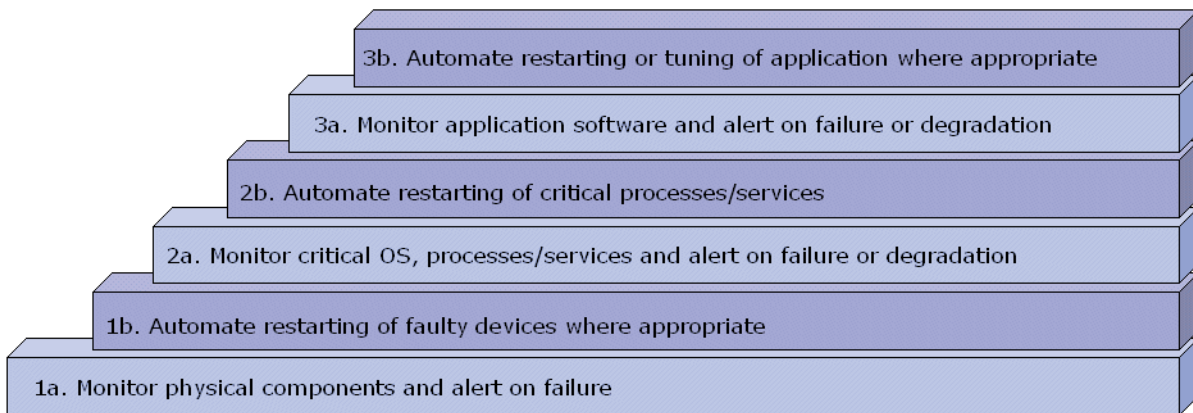 3b. Automate restarting or tuning of application where appropriate
3a. Monitor application software and alert on failure or degradation
2b. Automate restarting of critical processes/services
2a. Monitor critical OS, processes/services and alert on failure or degradation
1b. Automate restarting of faulty devices where appropriate
1a. Monitor physical components and alert on failure